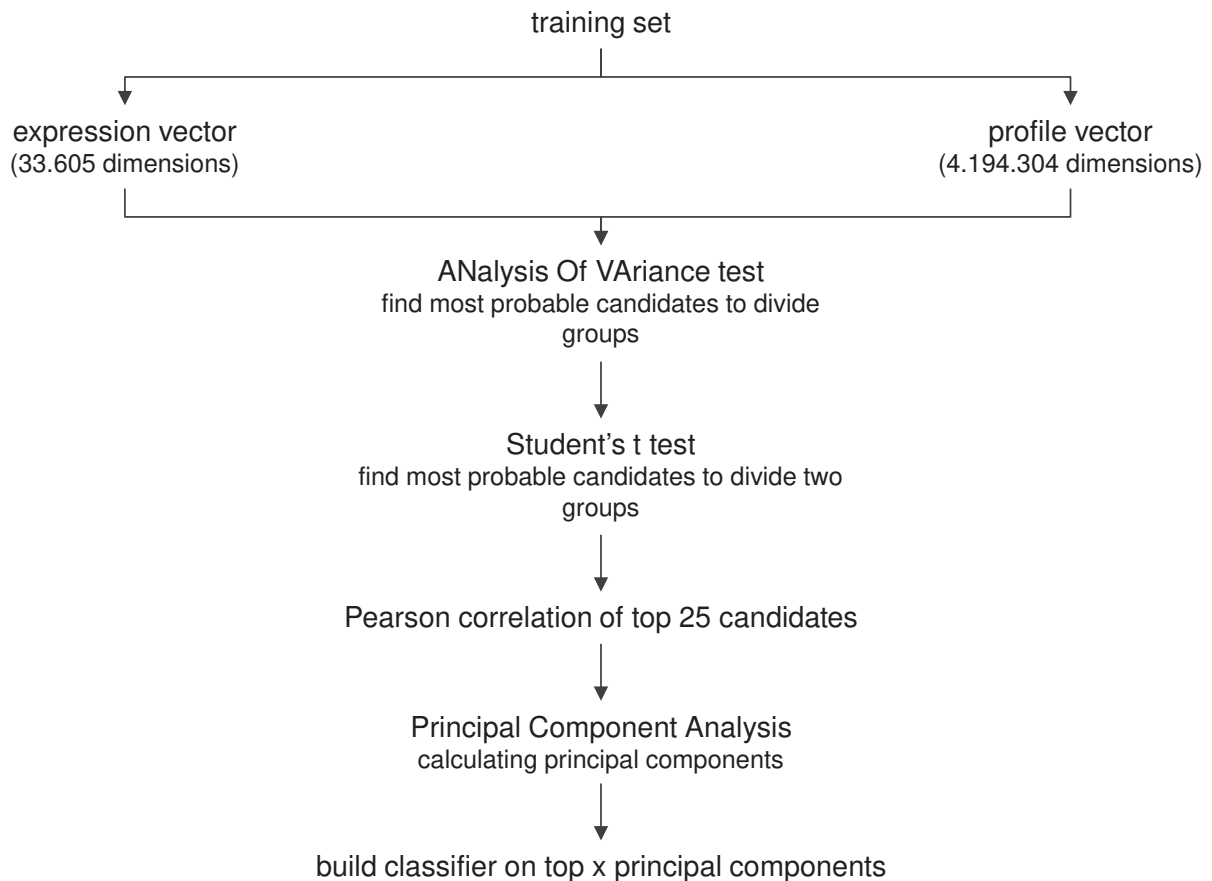 training set
expression vector
(33.605 dimensions)
profile vector
(4.194.304 dimensions)
ANalysis Of VAriance test
find most probable candidates to divide
groups
Student's t test
find most probable candidates to divide two
groups
Pearson correlation of top 25 candidates
Principal Component Analysis
calculating principal components
build classifier on top x principal components